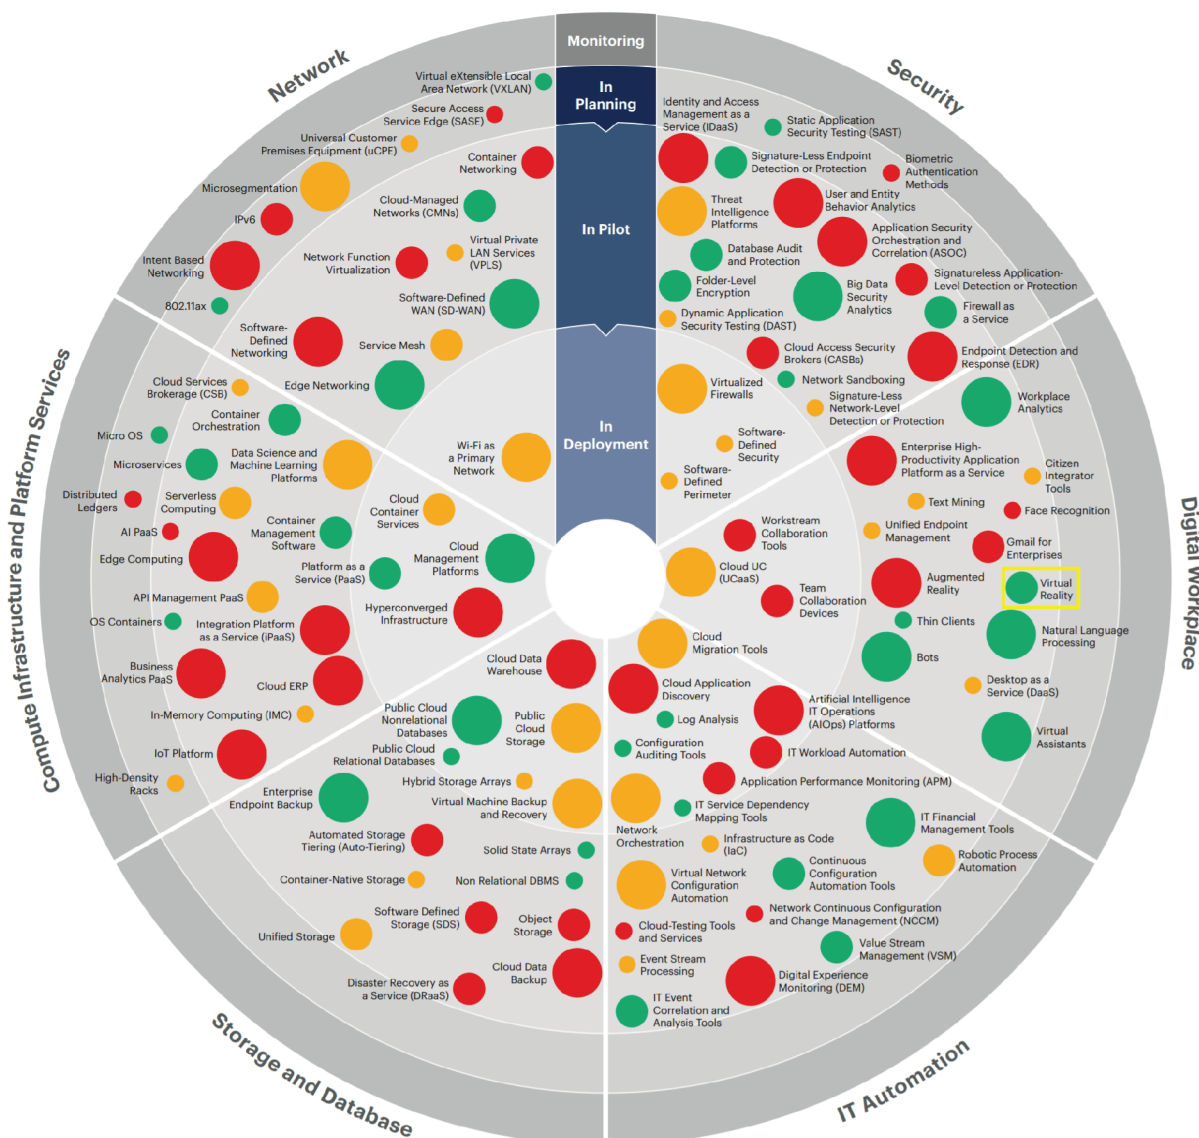 Monitoring
In
Planning
In Pilot
In
Deployment
Network
Virtual eXtensible Local
Area Network (VXLAN)
Secure Access
Service Edge (SASE)
Universal Customer
Premises Equipment (uCPE)
Container
Networking
Microsegmentation
Cloud-Managed
Networks (CMNs)
IPv6
Virtual Private
LAN Services
(VPLS)
Network Function
Virtualization
Intent Based
Networking
802.11ax
Software-Defined
WAN (SD-WAN)
Software-
Defined
Networking
Service Mesh
Edge Networking
Wi-Fi as
a Primary
Network
Security
Identity and Access
Management as a
Service (IDaaS)
Static Application
Security Testing (SAST)
Signature-Less Endpoint
Detection or Protection
Biometric
Authentication
Methods
Threat
Intelligence
Platforms
User and Entity
Behavior Analytics
Application Security
Orchestration and
Correlation (ASOC)
Database Audit
and Protection
Folder-Level
Encryption
Big Data
Security
Analytics
Signatureless Application-
Level Detection or Protection
Firewall as
a Service
Dynamic Application
Security Testing (DAST)
Cloud Access Security
Brokers (CASBs)
Endpoint Detection and
Response (EDR)
Network Sandboxing
Virtualized
Firewalls
Signature-Less
Network-Level
Detection or Protection
Software-
Defined
Security
Software-
Defined
Perimeter
Digital Workplace
Workplace
Analytics
Enterprise High-
Productivity Application
Platform as a Service
Citizen
Integrator
Tools
Text Mining
Face Recognition
Unified Endpoint
Management
Gmail for
Enterprises
Workstream
Collaboration
Tools
Cloud UC
(UCaaS)
Augmented
Reality
Virtual
Reality
Team
Collaboration
Devices
Thin Clients
Natural Language
Processing
Bots
Desktop as a
Service (DaaS)
Virtual
Assistants
IT Automation
Cloud
Migration Tools
Cloud Application
Discovery
Artificial Intelligence
IT Operations
(AIOps) Platforms
Log Analysis
Configuration
Auditing Tools
IT Workload Automation
Application Performance Monitoring (APM)
IT Service Dependency
Mapping Tools
Network
Orchestration
IT Financial
Management Tools
Infrastructure as Code
(IaC)
Robotic Process
Automation
Virtual Network
Configuration
Automation
Continuous
Configuration
Automation Tools
Network Continuous Configuration
and Change Management (NCCM)
Cloud-Testing Tools
and Services
Value Stream
Management (VSM)
Event Stream
Processing
Digital Experience
Monitoring (DEM)
IT Event
Correlation and
Analysis Tools
Storage and Database
Cloud Data
Warehouse
Public Cloud
Nonrelational
Databases
Public
Cloud
Storage
Public Cloud
Relational Databases
Hybrid Storage Arrays
Enterprise
Endpoint Backup
Virtual Machine Backup
and Recovery
Automated Storage
Tiering (Auto-Tiering)
Solid State Arrays
Container-Native Storage
Non Relational DBMS
Software Defined
Storage (SDS)
Object
Storage
Unified Storage
Cloud Data
Backup
Disaster Recovery as
a Service (DRaaS)
Compute Infrastructure and Platform Services
Cloud Services
Brokerage (CSB)
Container
Orchestration
Micro OS
Microservices
Data Science and
Machine Learning
Platforms
Distributed
Ledgers
Serverless
Computing
Cloud
Container
Services
AI PaaS
Container
Management
Software
Edge Computing
Cloud
Management
Platforms
Platform as a
Service (PaaS)
API Management PaaS
Hyperconverged
Infrastructure
OS Containers
Integration Platform
as a Service (iPaaS)
Business
Analytics PaaS
Cloud ERP
In-Memory Computing (IMC)
IoT Platform
High-Density
Racks